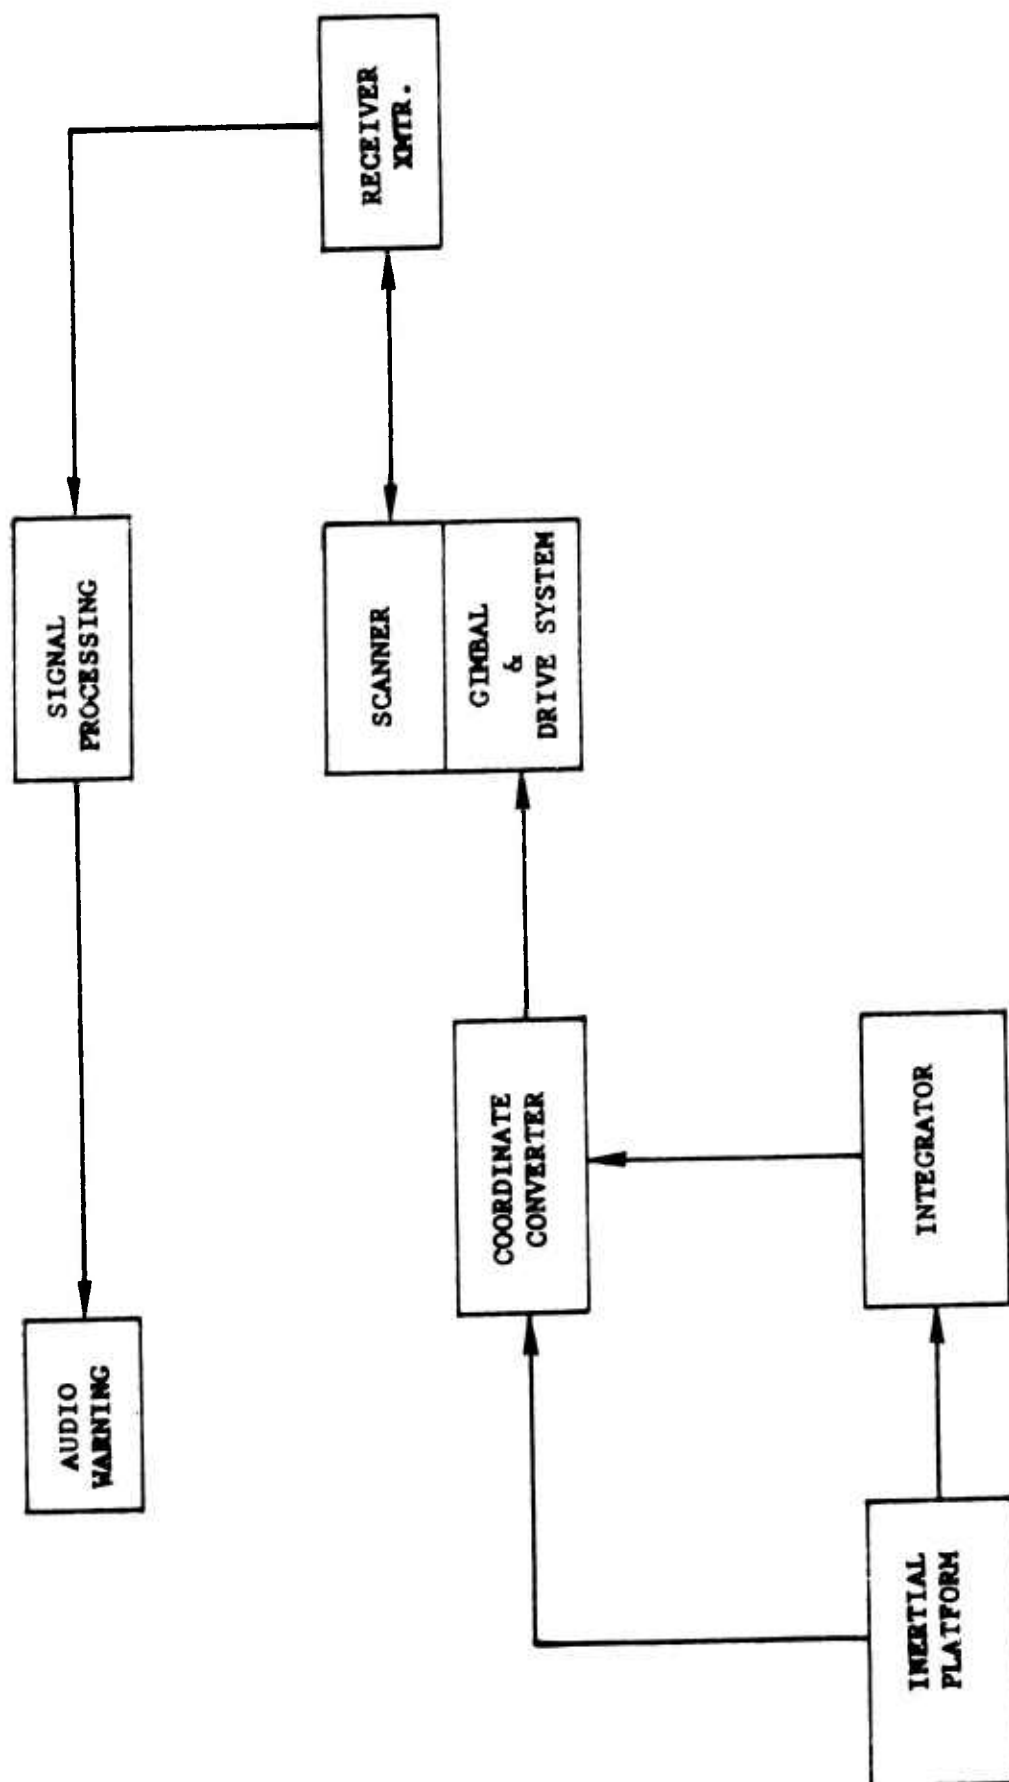 AUDIO
WARNING
SIGNAL
PROCESSING
SCANNER
GIMBAL
&
DRIVE SYSTEM
RECEIVER
XMTR.
COORDINATE
CONVERTER
INERTIAL
PLATFORM
INTEGRATOR